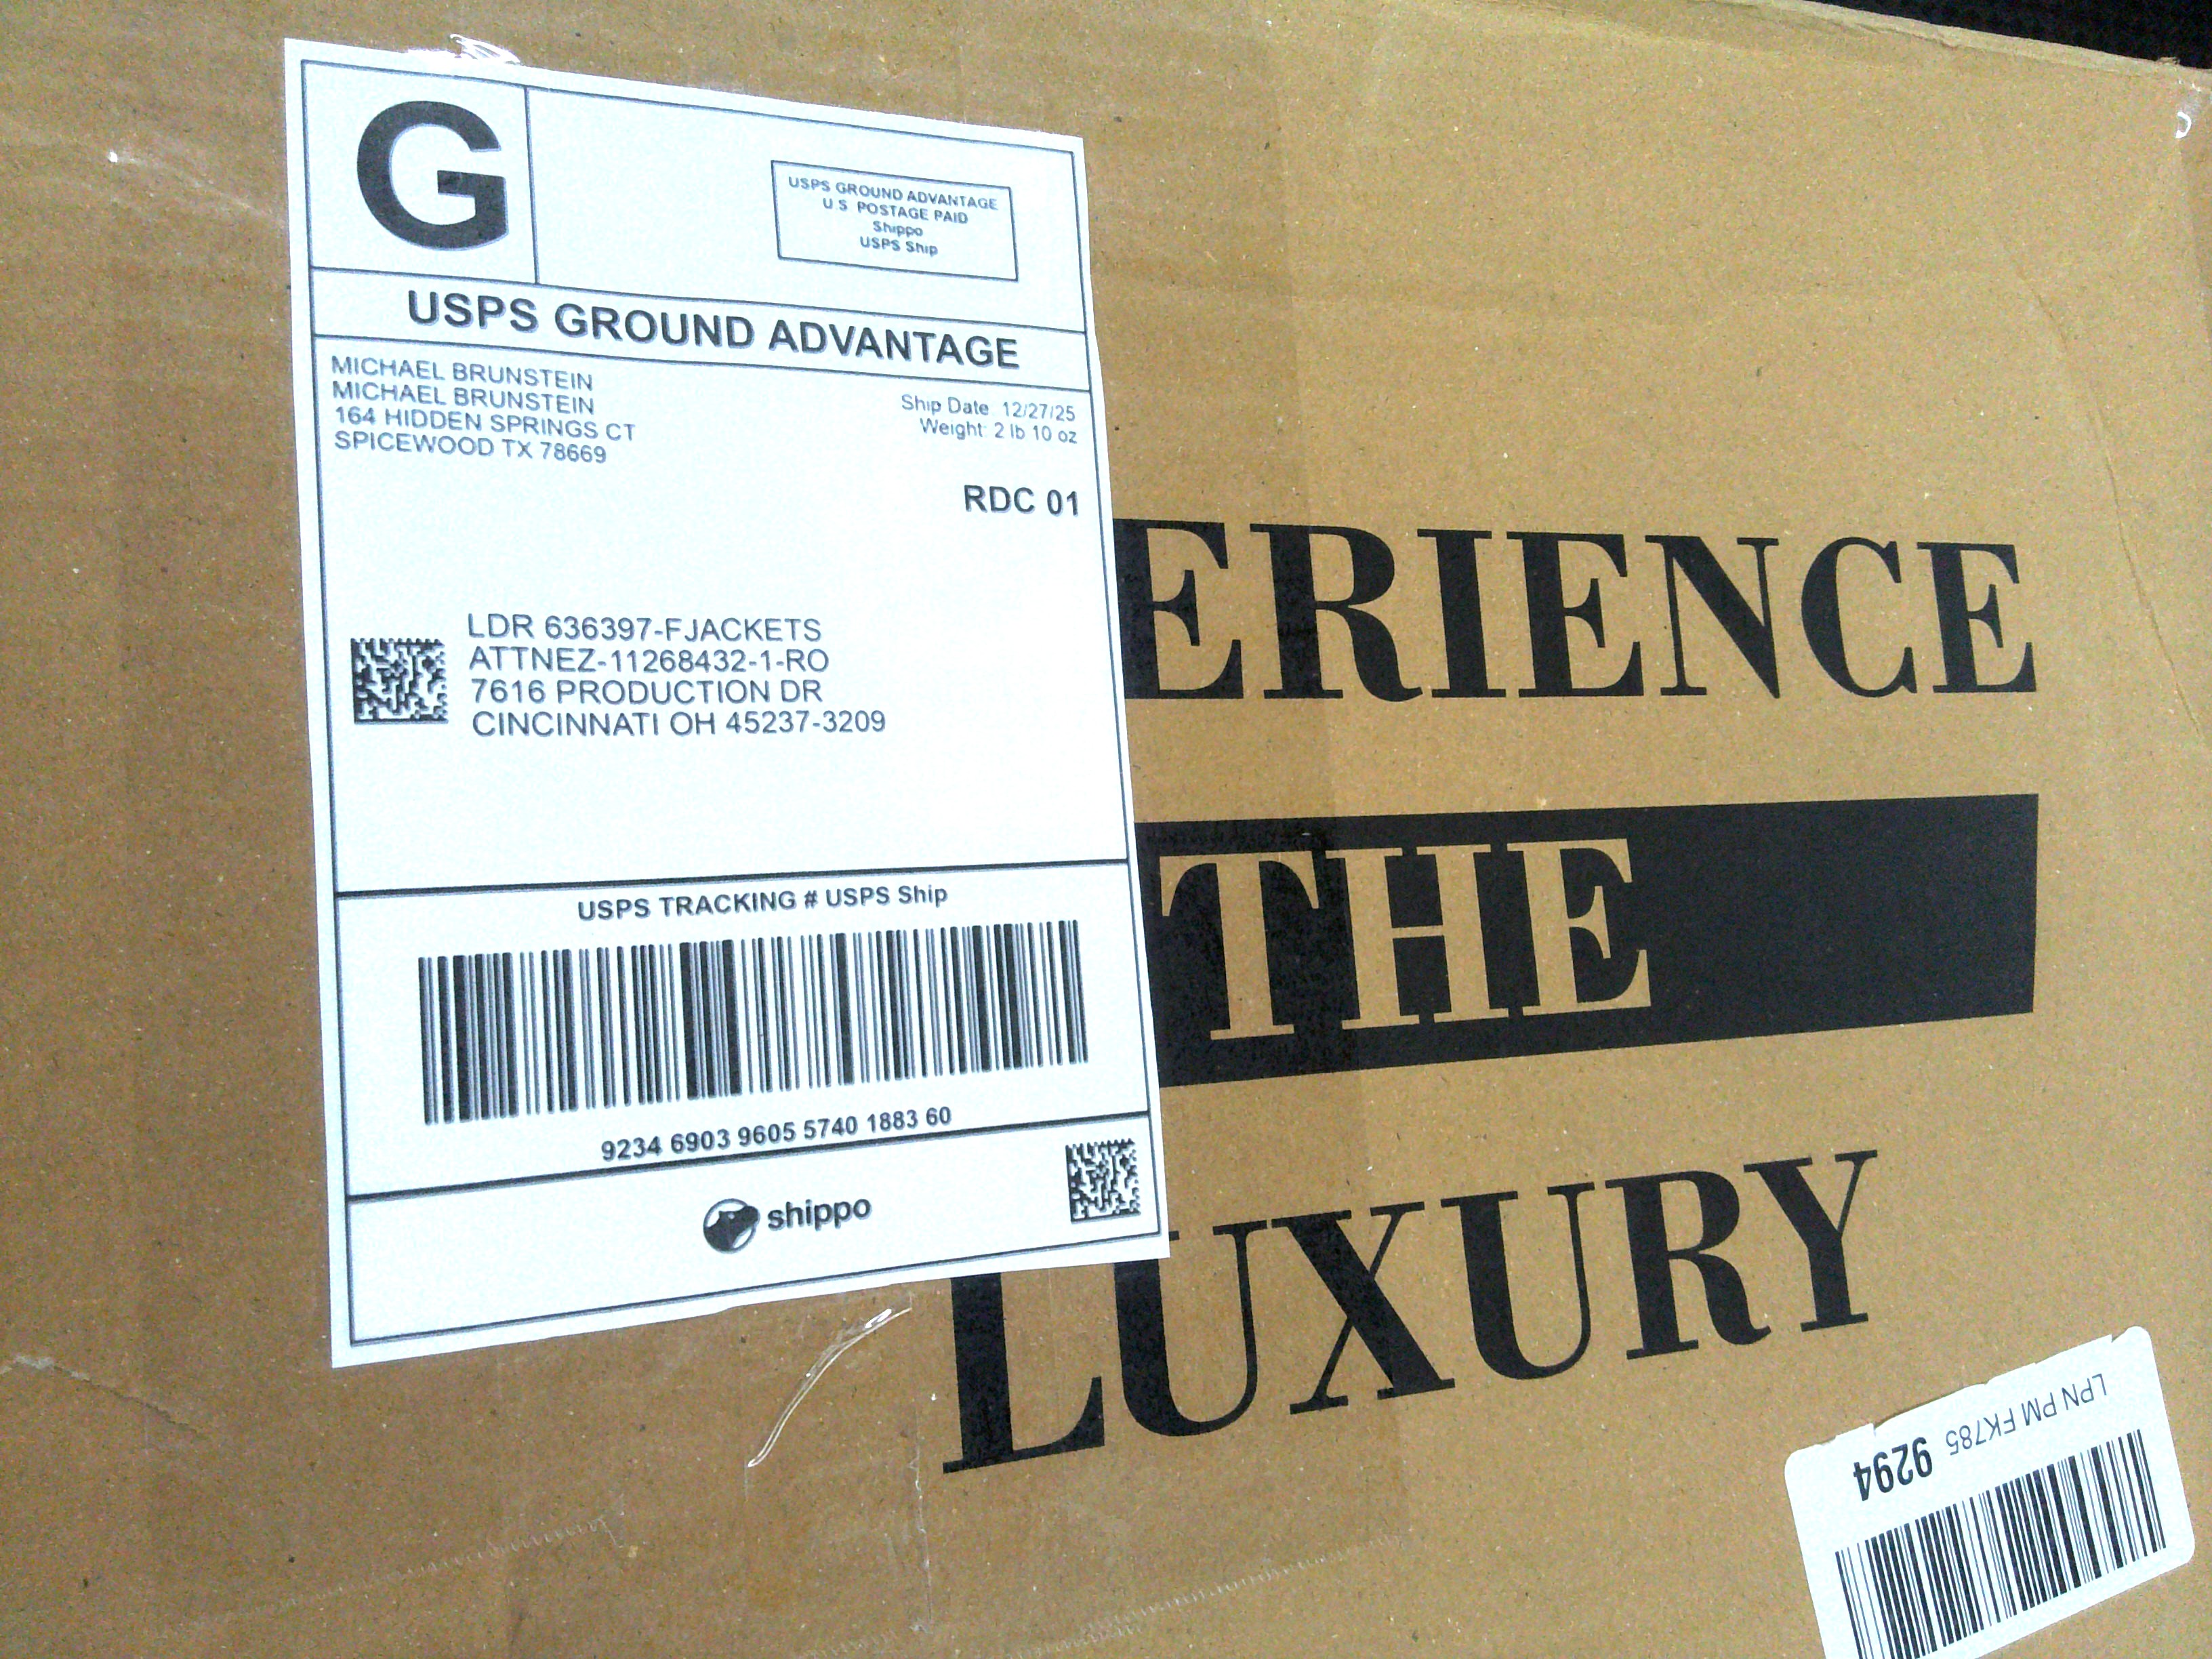 G
USPS GROUND ADVANTAGE
U.S. POSTAGE PAID
Shippo
USPS Ship
USPS GROUND ADVANTAGE
MICHAEL BRUNSTEIN
MICHAEL BRUNSTEIN
164 HIDDEN SPRINGS CT
SPICEWOOD TX 78669
Ship Date: 12/27/25
Weight: 2 lb 10 oz
RDC 01
LDR 636397-FJACKETS
ATTNEZ-11268432-1-RO
7616 PRODUCTION DR
CINCINNATI OH 45237-3209
USPS TRACKING # USPS Ship
9234 6903 9605 5740 1883 60
shippo
ERIENCE
THE
LUXURY
LPN PM FK785 9294